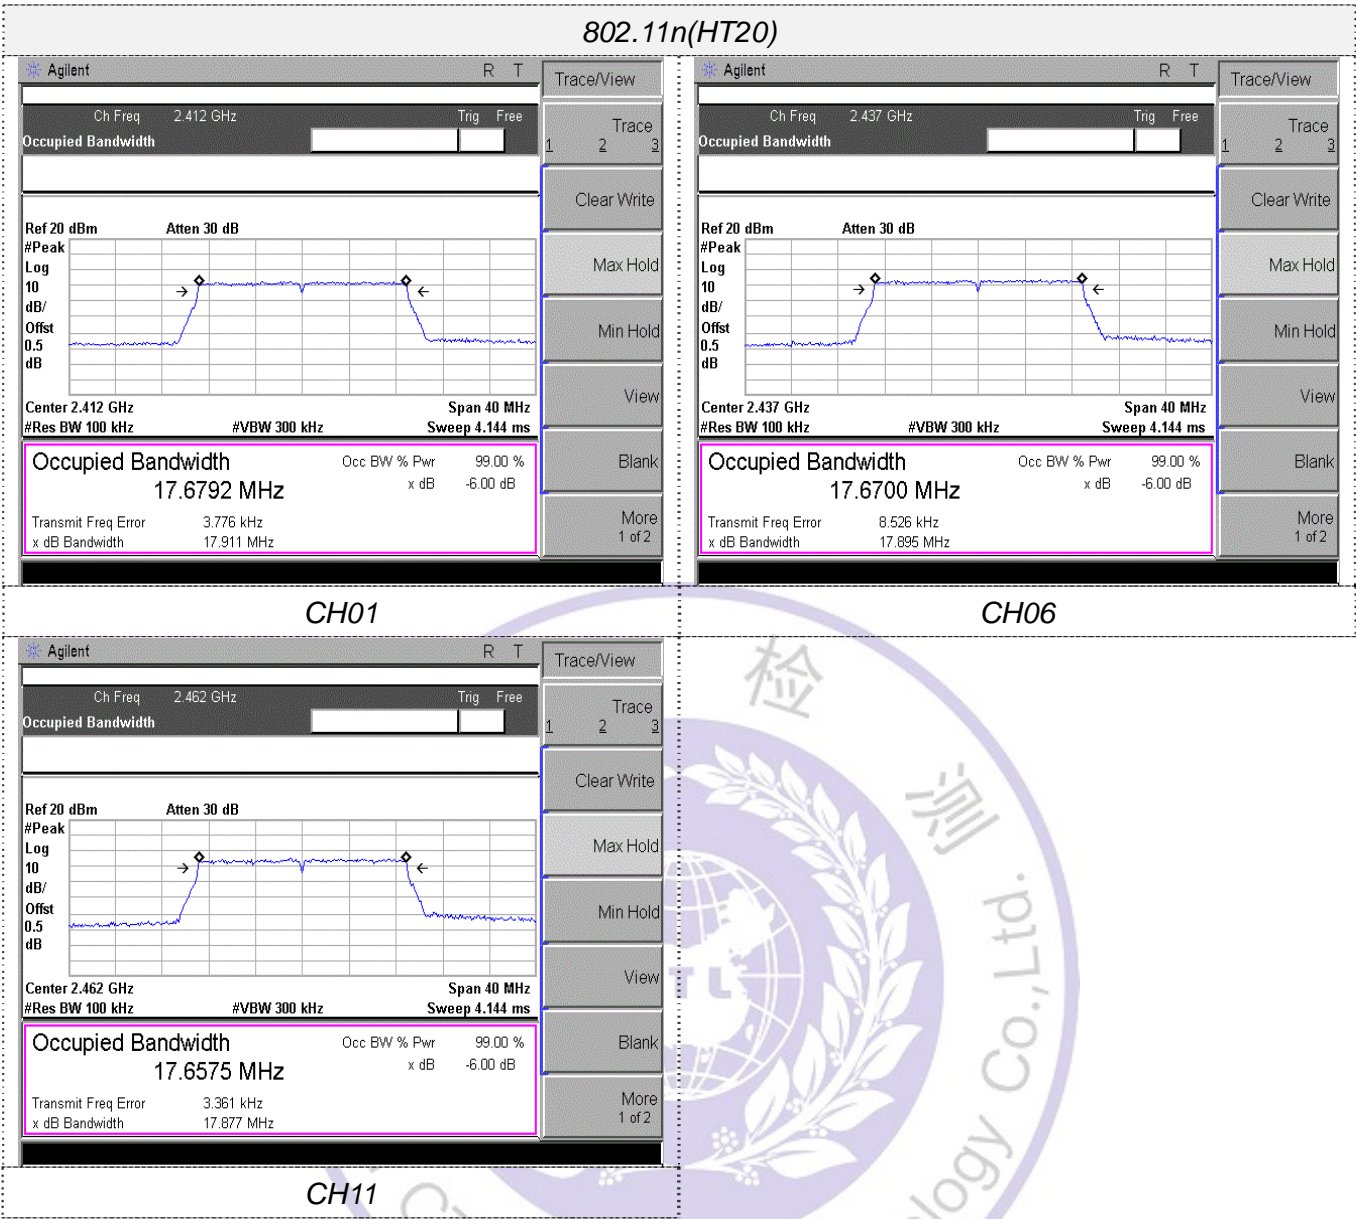 802.11n(HT20)
Agilent R T
Trace/View
Ch Freq 2.412 GHz Trig Free
Occupied Bandwidth
Trace
1 2 3
Clear Write
Ref 20 dBm Atten 30 dB
#Peak
Log
10
dB/
Offst
0.5
dB
Max Hold
Min Hold
View
Center 2.412 GHz Span 40 MHz
#Res BW 100 kHz #VBW 300 kHz Sweep 4.144 ms
Occupied Bandwidth Occ BW % Pwr 99.00 %
17.6792 MHz x dB -6.00 dB
Blank
Transmit Freq Error 3.776 kHz
x dB Bandwidth 17.911 MHz
More
1 of 2
CH01
Agilent R T
Trace/View
Ch Freq 2.437 GHz Trig Free
Occupied Bandwidth
Trace
1 2 3
Clear Write
Ref 20 dBm Atten 30 dB
#Peak
Log
10
dB/
Offst
0.5
dB
Max Hold
Min Hold
View
Center 2.437 GHz Span 40 MHz
#Res BW 100 kHz #VBW 300 kHz Sweep 4.144 ms
Occupied Bandwidth Occ BW % Pwr 99.00 %
17.6700 MHz x dB -6.00 dB
Blank
Transmit Freq Error 8.526 kHz
x dB Bandwidth 17.895 MHz
More
1 of 2
CH06
Agilent R T
Trace/View
Ch Freq 2.462 GHz Trig Free
Occupied Bandwidth
Trace
1 2 3
Clear Write
Ref 20 dBm Atten 30 dB
#Peak
Log
10
dB/
Offst
0.5
dB
Max Hold
Min Hold
View
Center 2.462 GHz Span 40 MHz
#Res BW 100 kHz #VBW 300 kHz Sweep 4.144 ms
Occupied Bandwidth Occ BW % Pwr 99.00 %
17.6575 MHz x dB -6.00 dB
Blank
Transmit Freq Error 3.361 kHz
x dB Bandwidth 17.877 MHz
More
1 of 2
CH11
检测
Co.,Ltd.